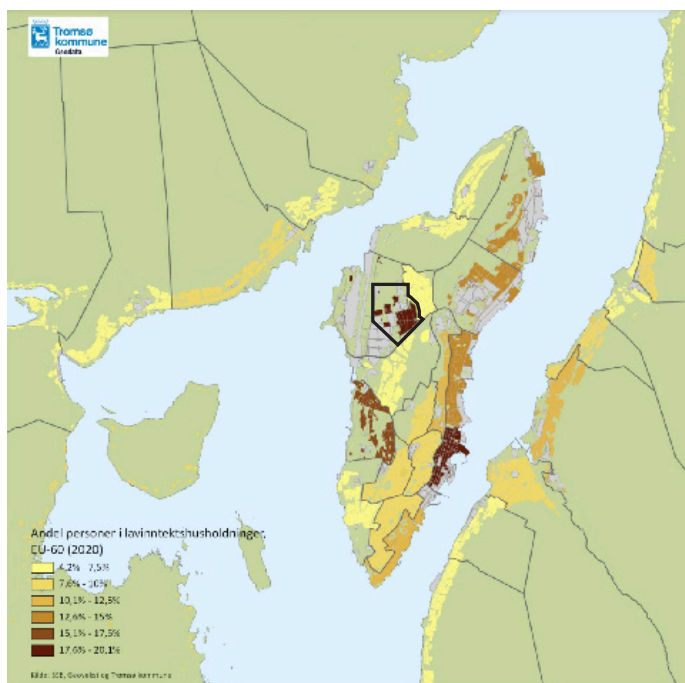 Tromsø
kommune
Geodata
Andel personer i lavinntektshusholdninger,
EU-60 (2020)
4,2% - 7,5%
7,6% - 10%
10,1% - 12,5%
12,6% - 15%
15,1% - 17,5%
17,6% - 20,1%
Kilde: SSB, Geovekst og Tromsø kommune